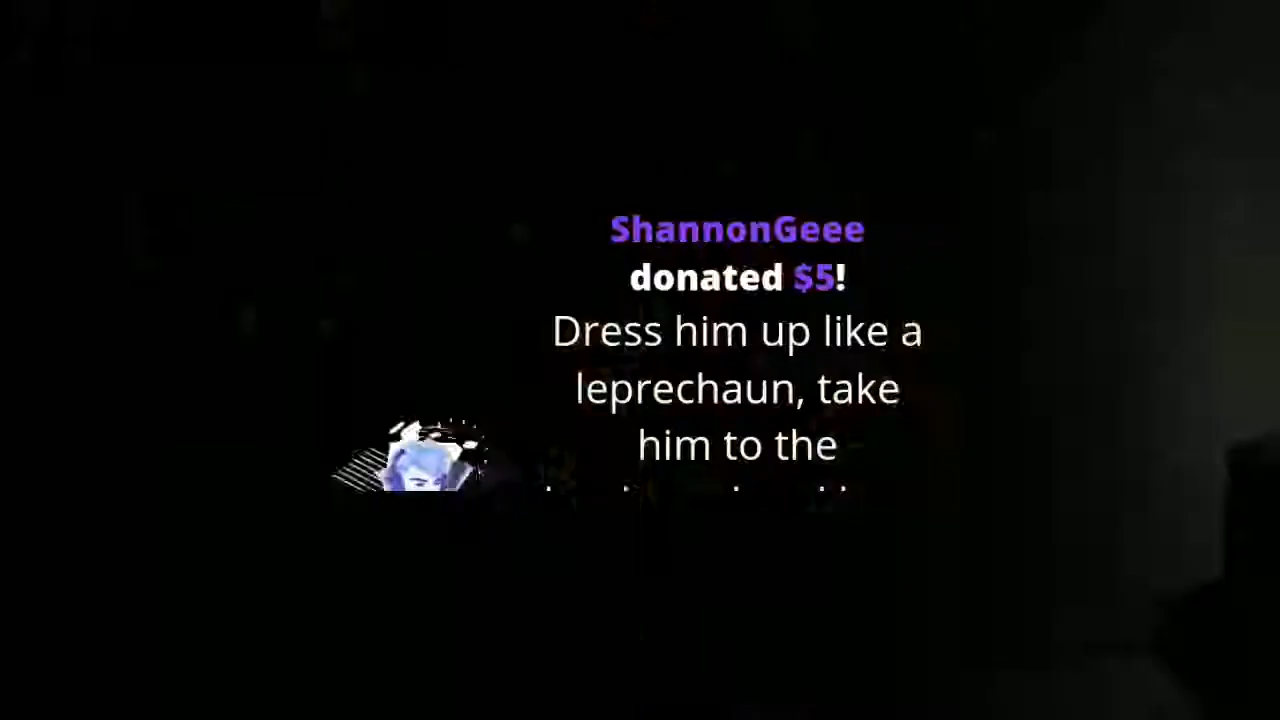 ShannonGeee
donated $5!
Dress him up like a
leprechaun, take
him to the